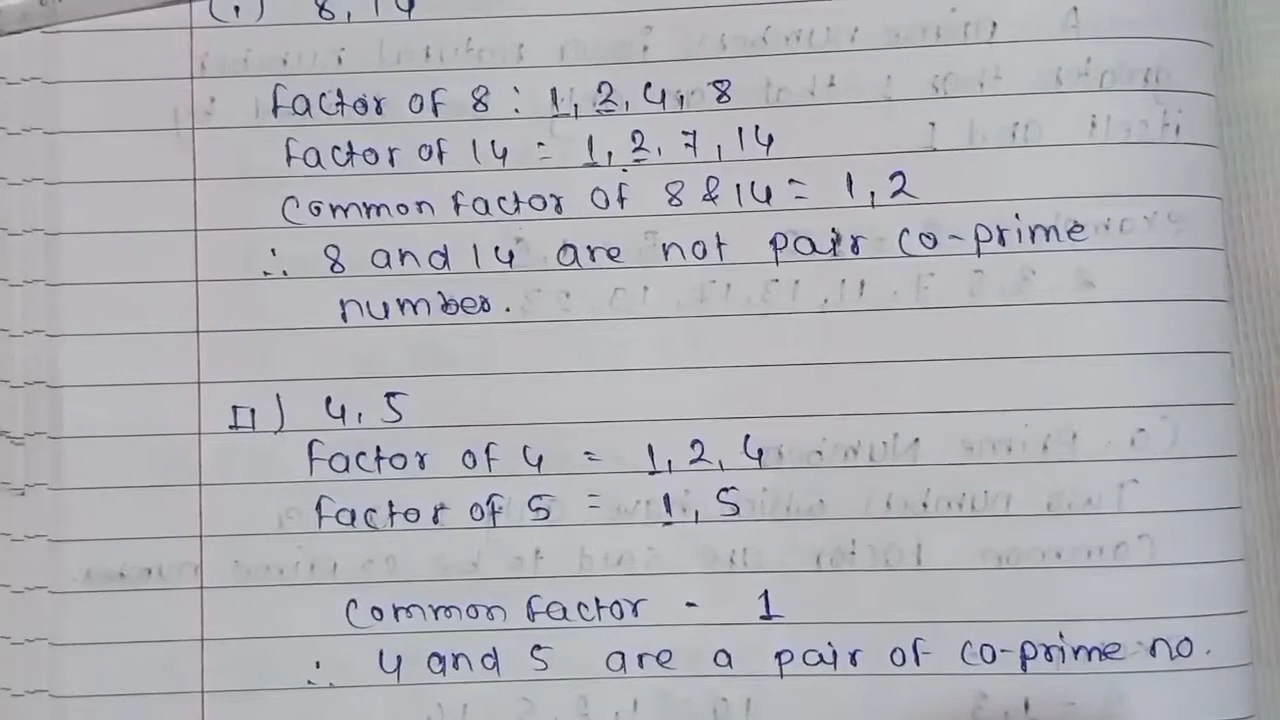 (i) 8, 14
factor of 8 : 1, 2, 4, 8
factor of 14 = 1, 2, 7, 14
Common factor of 8 & 14 = 1, 2
∴ 8 and 14 are not pair co-prime
number.
II) 4, 5
factor of 4 = 1, 2, 4
factor of 5 = 1, 5
Common factor - 1
∴ 4 and 5 are a pair of co-prime no.